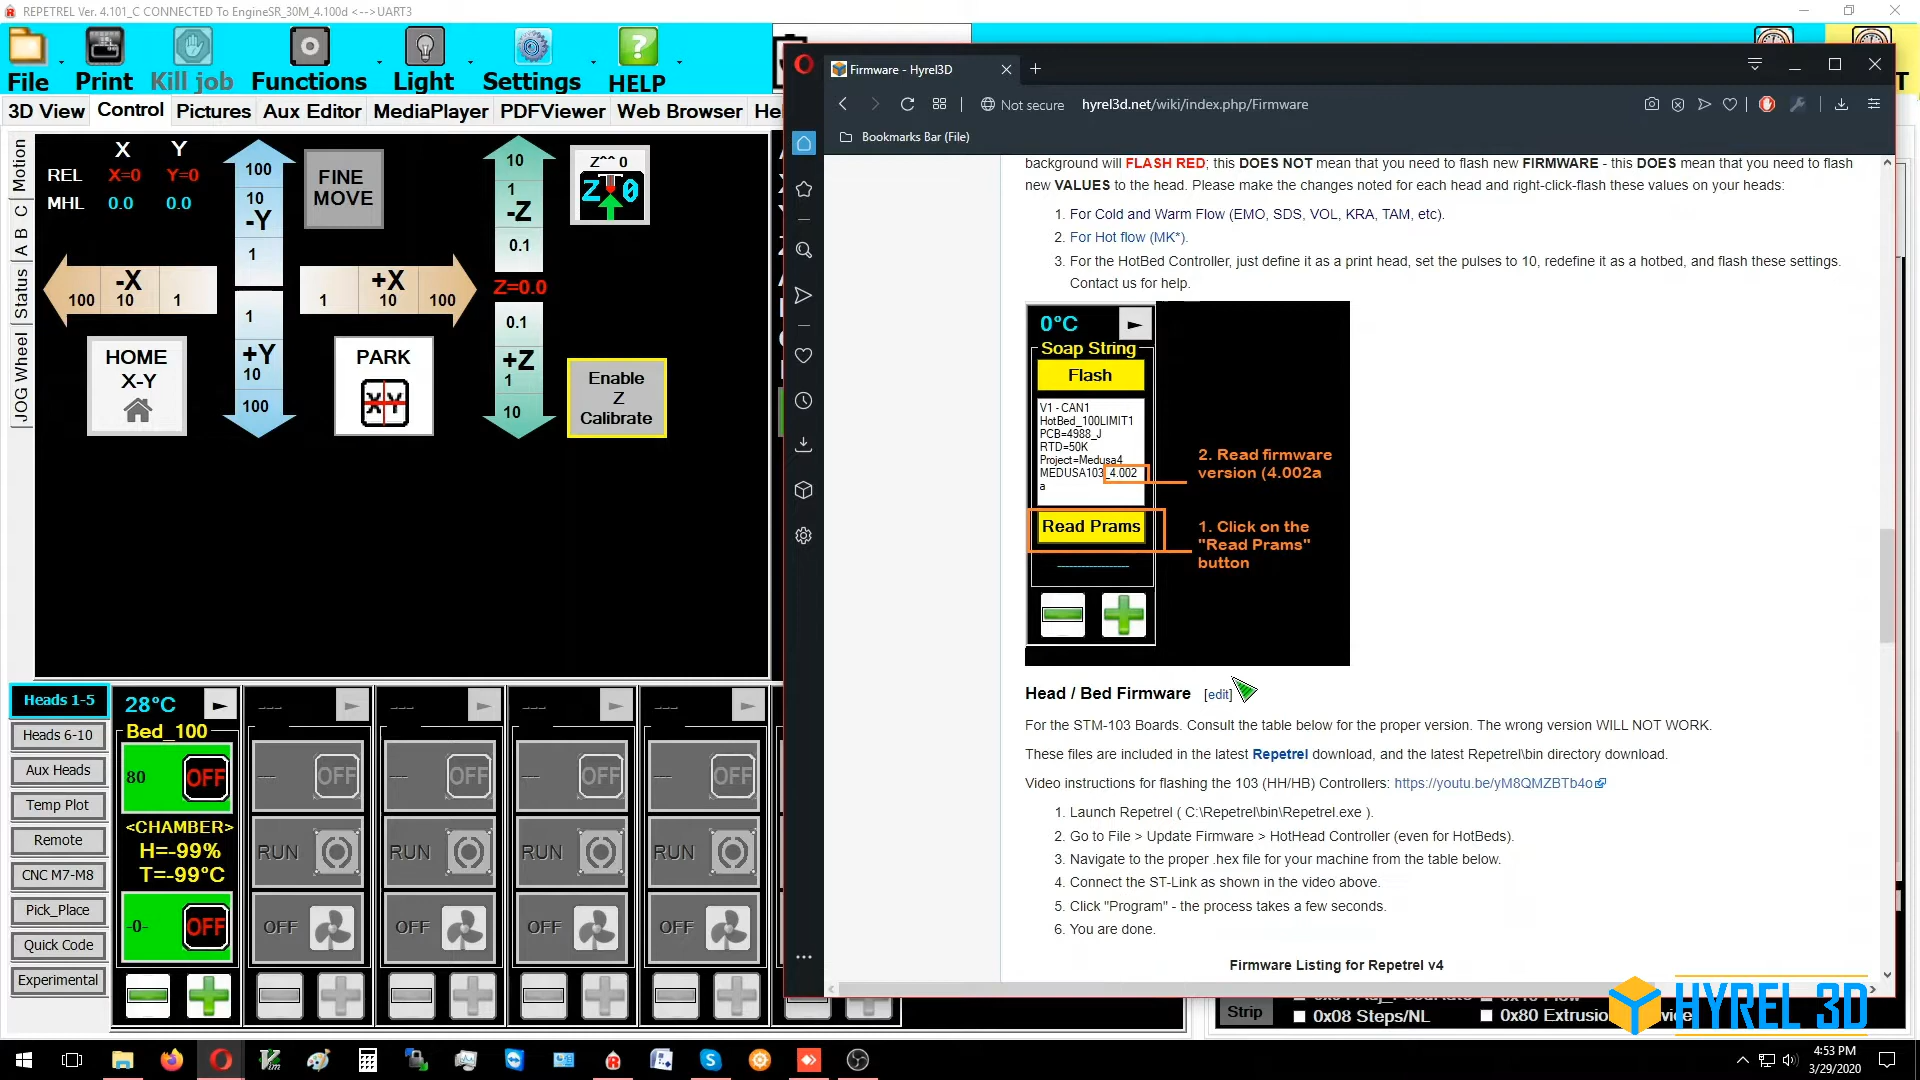 REPETREL Ver. 4.101_C CONNECTED To EngineSR_30M_4.100d <-->UART3
File
Print
Kill job
Functions
Light
Settings
HELP
3D View
Control
Pictures
Aux Editor
MediaPlayer
PDFViewer
Web Browser
Motion
A B C
Status
JOG Wheel
X Y
REL X=0 Y=0
MHL 0.0 0.0
100
10
-Y
1
1
+Y
10
100
FINE
MOVE
-X
100 10 1
+X
1 10 100
HOME
X-Y
PARK
XY
10
1
-Z
0.1
Z=0.0
0.1
+Z
1
10
Z^^ 0
Z 0
Enable
Z
Calibrate
Heads 1-5
Heads 6-10
Aux Heads
Temp Plot
Remote
CNC M7-M8
Pick_Place
Quick Code
Experimental
28°C
Bed_100
80 OFF
<CHAMBER>
H=-99%
T=-99°C
-0- OFF
--- --- --- ---
--- OFF --- OFF --- OFF --- OFF
RUN RUN RUN RUN
OFF OFF OFF OFF
Firmware - Hyrel3D
Not secure hyrel3d.net/wiki/index.php/Firmware
Bookmarks Bar (File)
background will FLASH RED; this DOES NOT mean that you need to flash new FIRMWARE - this DOES mean that you need to flash
new VALUES to the head. Please make the changes noted for each head and right-click-flash these values on your heads:
1. For Cold and Warm Flow (EMO, SDS, VOL, KRA, TAM, etc).
2. For Hot flow (MK*).
3. For the HotBed Controller, just define it as a print head, set the pulses to 10, redefine it as a hotbed, and flash these settings.
Contact us for help.
0°C
Soap String
Flash
V1 - CAN1
HotBed_100LIMIT1
PCB=4988_J
RTD=50K
Project=Medusa4
MEDUSA103_4.002
a
Read Prams
2. Read firmware
version (4.002a
1. Click on the
"Read Prams"
button
Head / Bed Firmware [edit]
For the STM-103 Boards. Consult the table below for the proper version. The wrong version WILL NOT WORK.
These files are included in the latest Repetrel download, and the latest Repetrel\bin directory download.
Video instructions for flashing the 103 (HH/HB) Controllers: https://youtu.be/yM8QMZBTb4o
1. Launch Repetrel ( C:\Repetrel\bin\Repetrel.exe ).
2. Go to File > Update Firmware > HotHead Controller (even for HotBeds).
3. Navigate to the proper .hex file for your machine from the table below.
4. Connect the ST-Link as shown in the video above.
5. Click "Program" - the process takes a few seconds.
6. You are done.
Firmware Listing for Repetrel v4
Strip
0x08 Steps/NL
HYREL 3D
4:53 PM
3/29/2020